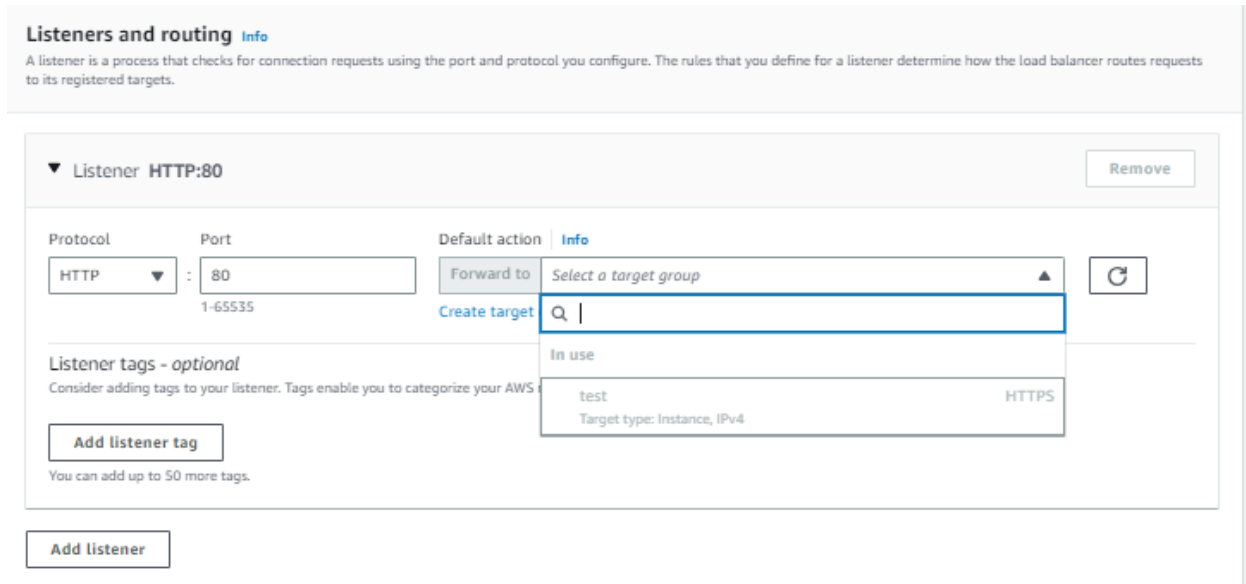 Listeners and routing Info
A listener is a process that checks for connection requests using the port and protocol you configure. The rules that you define for a listener determine how the load balancer routes requests
to its registered targets.
Listener HTTP:80
Remove
Protocol Port Default action Info
HTTP : 80 Forward to Select a target group
1-65535 Create target
In use
Listener tags - optional
Consider adding tags to your listener. Tags enable you to categorize your AWS
test HTTPS
Target type: Instance, IPv4
Add listener tag
You can add up to 50 more tags.
Add listener